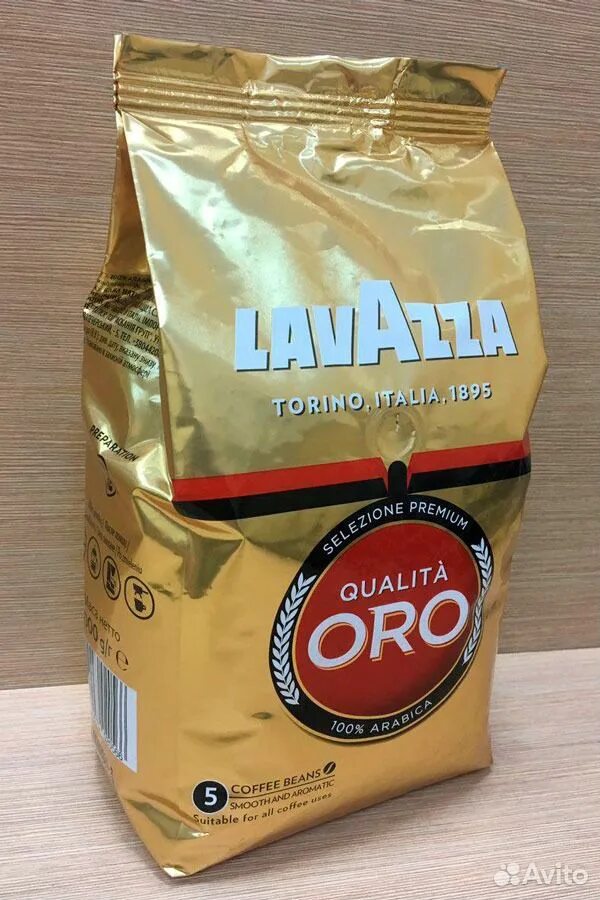 LAVAZZA
TORINO, ITALIA, 1895
SELEZIONE PREMIUM
QUALITÀ
ORO
100% ARABICA
5 COFFEE BEANS
SMOOTH AND AROMATIC
Suitable for all coffee uses
PREPARATION
нетто
g/г e
Avito